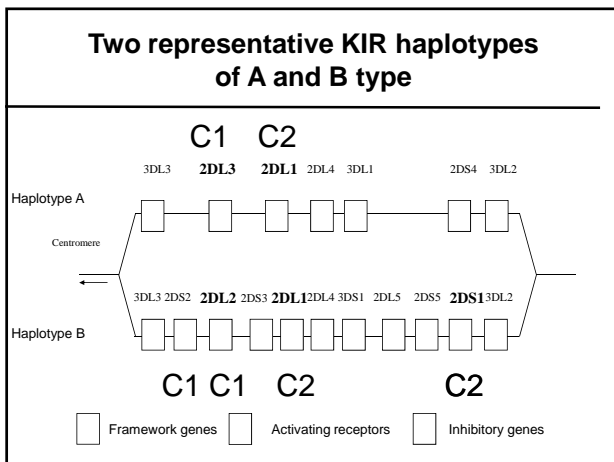 Two representative KIR haplotypes
of A and B type
C1 C2
3DL3 2DL3 2DL1 2DL4 3DL1 2DS4 3DL2
Haplotype A
Centromere
3DL3 2DS2 2DL2 2DS3 2DL1 2DL4 3DS1 2DL5 2DS5 2DS1 3DL2
Haplotype B
C1 C1 C2 C2
Framework genes Activating receptors Inhibitory genes